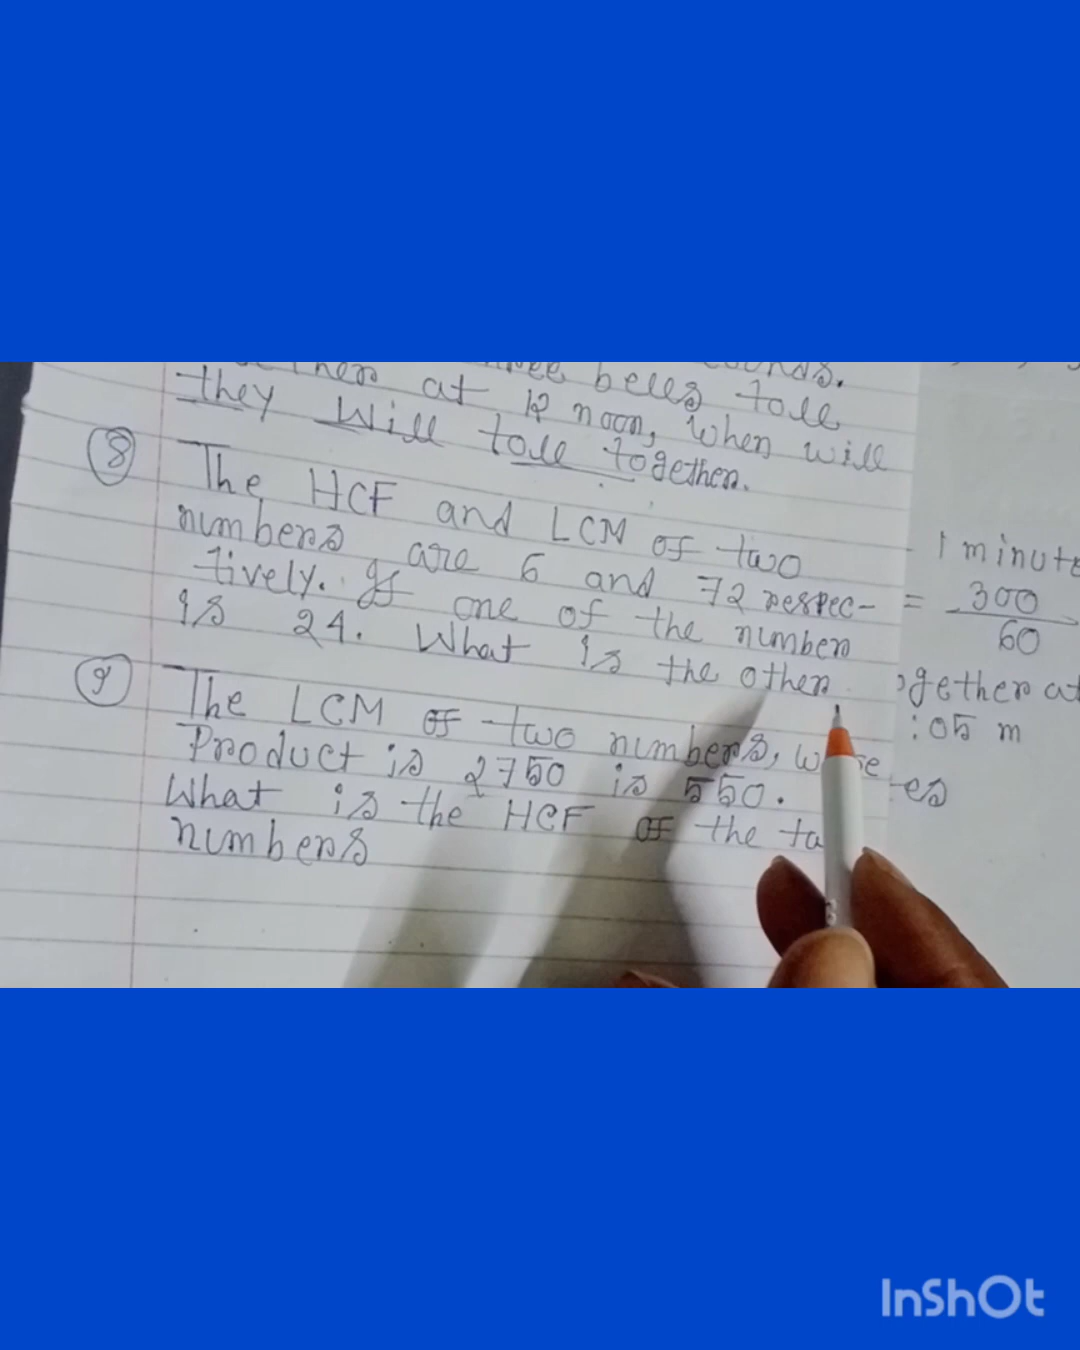 bells toll
at 12 noon, when will
they will toll together.
8 The HCF and LCM of two
numbers are 6 and 72 respec-
tively. If one of the number
is 24. What is the other
9 The LCM of two numbers,
Product is 2750 is 550.
What is the HCF of the
numbers
1 minute
= 300
60
at
:05 m
InShOt